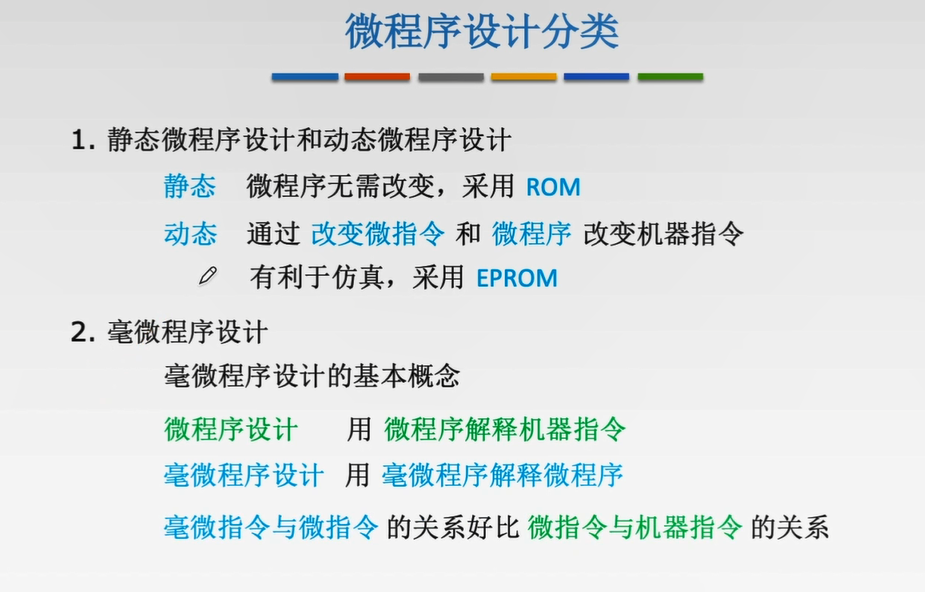 微程序设计分类
1. 静态微程序设计和动态微程序设计
静态 微程序无需改变，采用 ROM
动态 通过 改变微指令 和 微程序 改变机器指令
有利于仿真，采用 EPROM
2. 毫微程序设计
毫微程序设计的基本概念
微程序设计 用 微程序解释机器指令
毫微程序设计 用 毫微程序解释微程序
毫微指令与微指令 的关系好比 微指令与机器指令 的关系